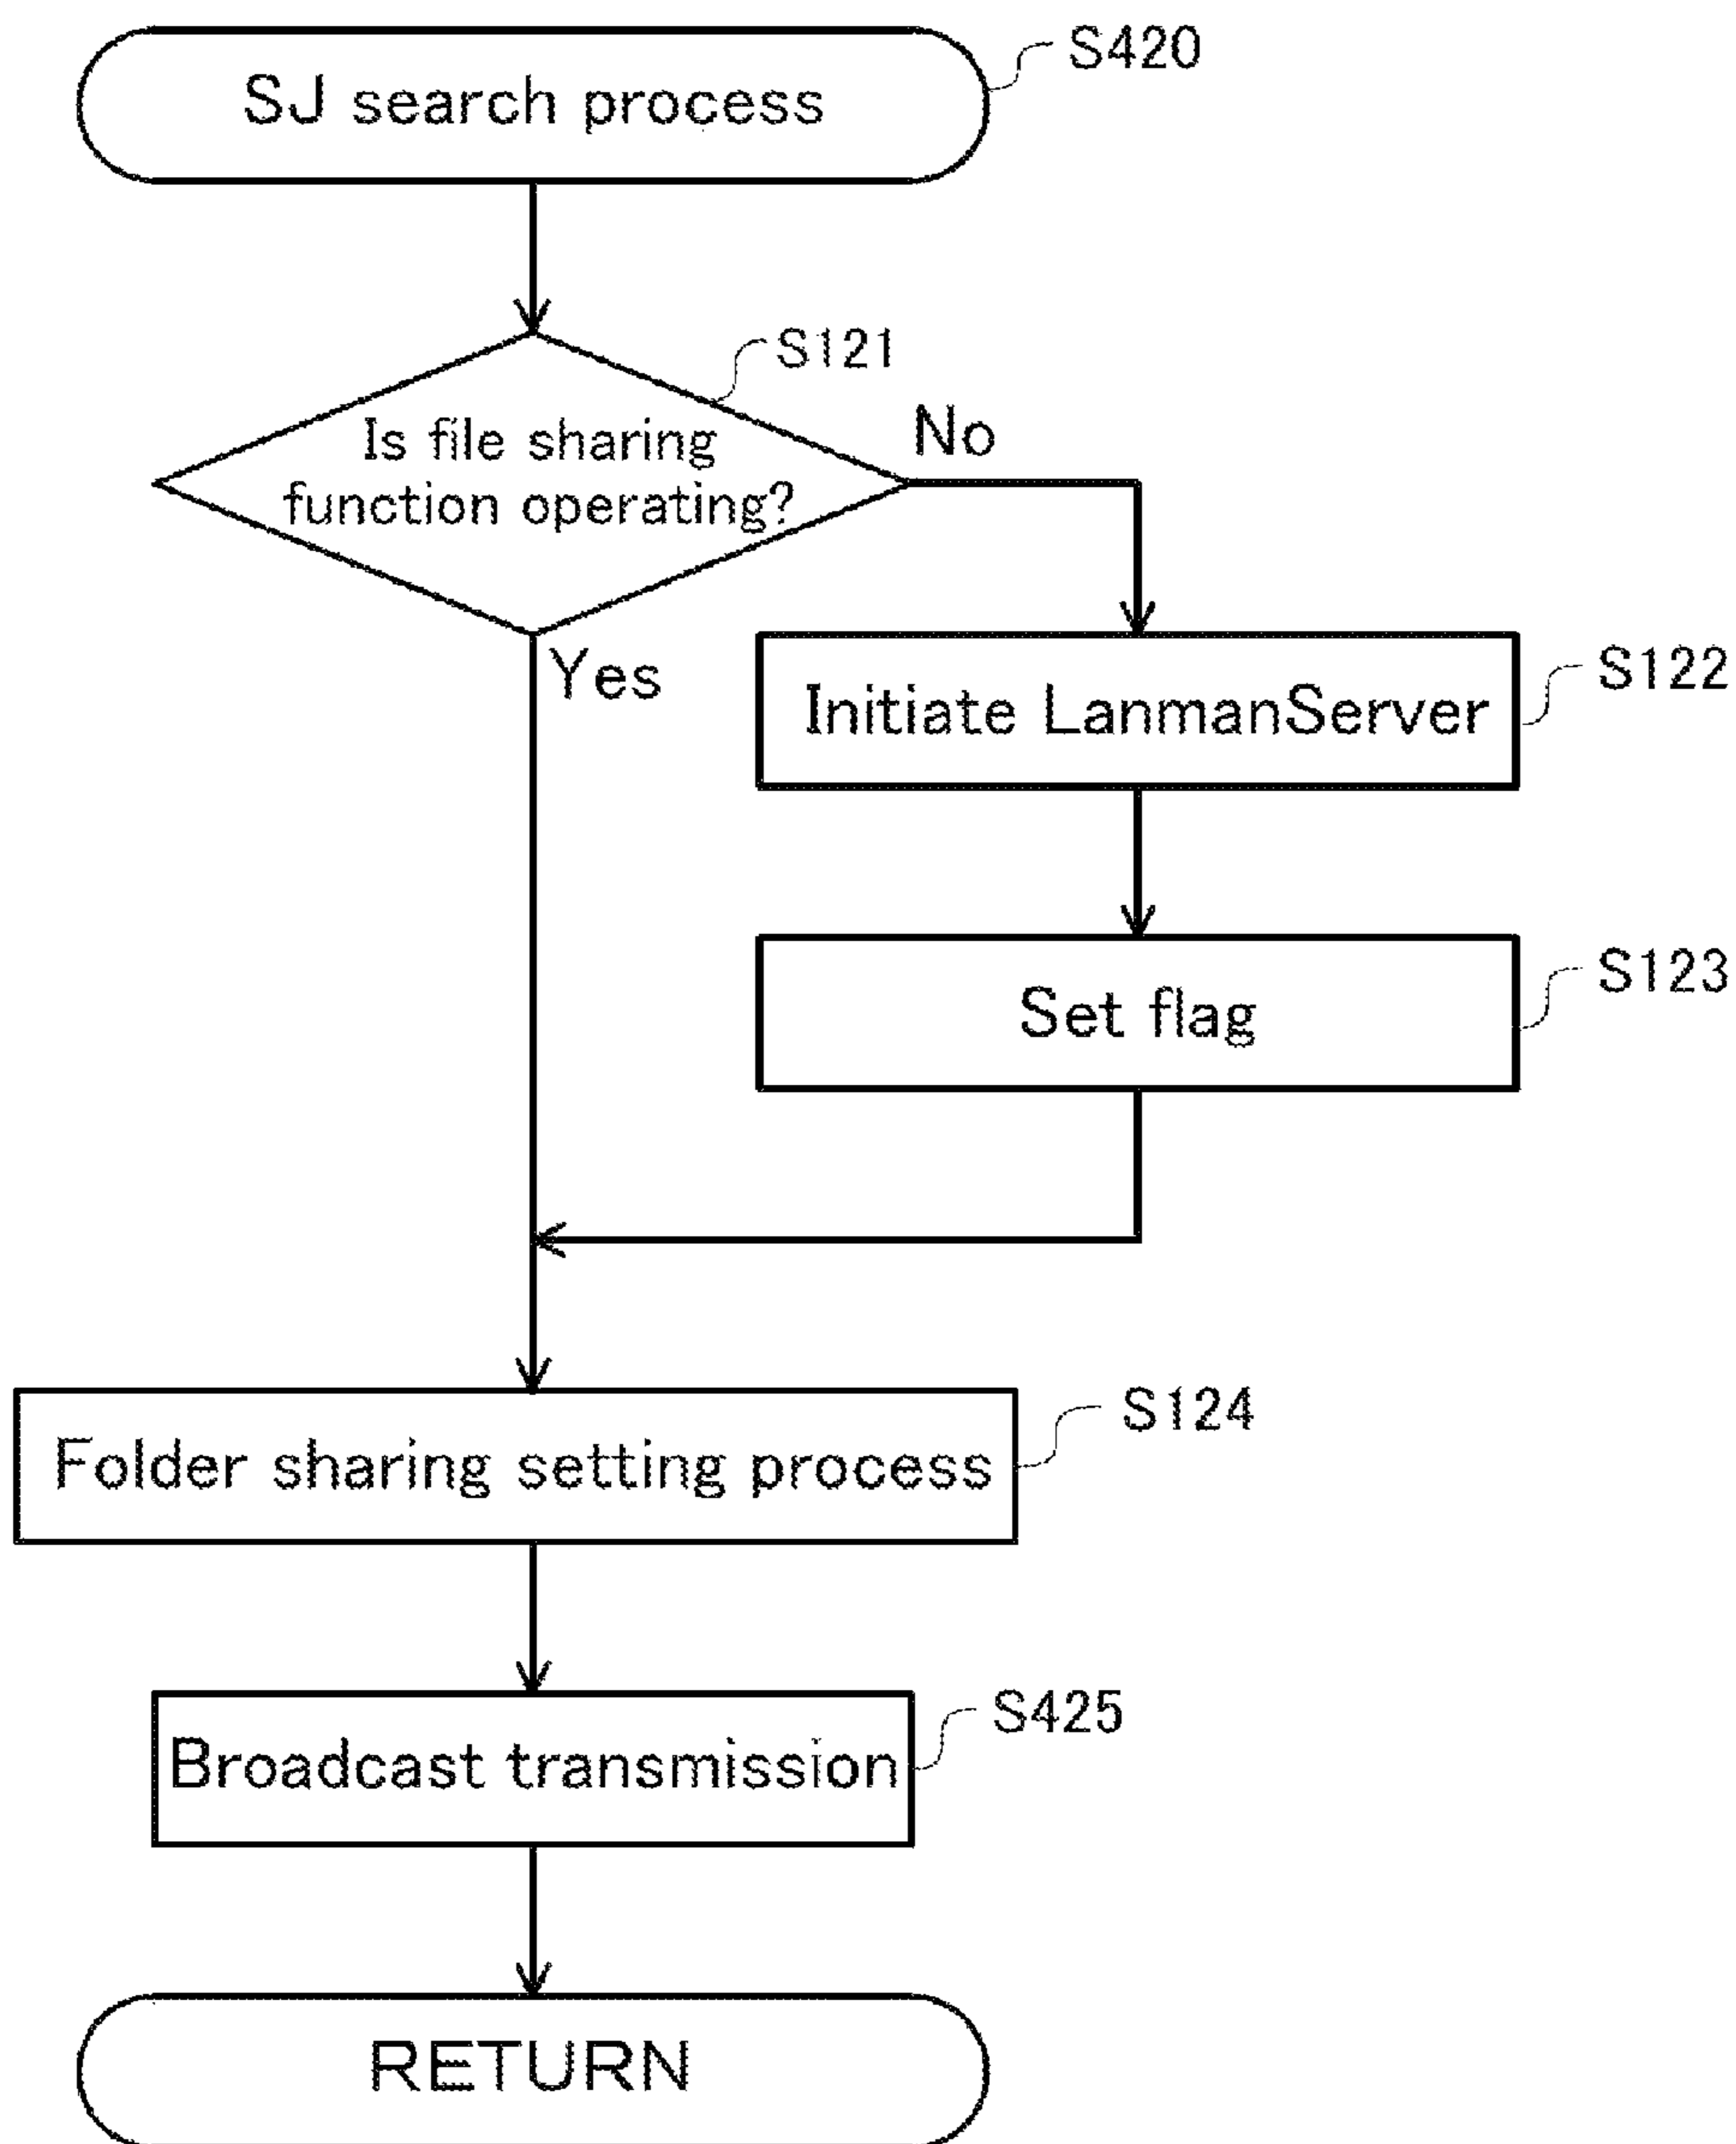 SJ search process
S420
S121
Is file sharing
function operating?
No
Yes
Initiate LanmanServer
S122
Set flag
S123
Folder sharing setting process
S124
Broadcast transmission
S425
RETURN